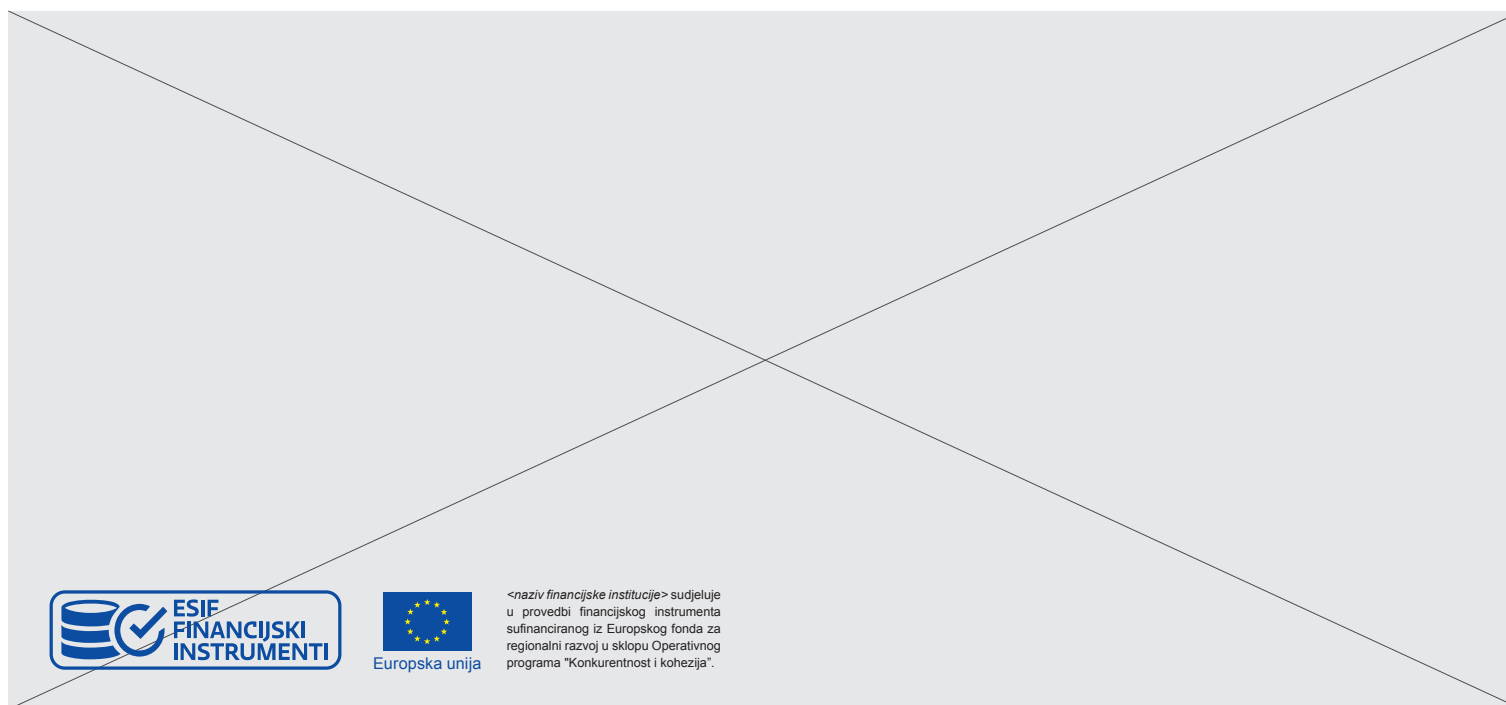 ESIF
FINANCIJSKI
INSTRUMENTI
Europska unija
<naziv financijske institucije> sudjeluje
u provedbi financijskog instrumenta
sufinanciranog iz Europskog fonda za
regionalni razvoj u sklopu Operativnog
programa "Konkurentnost i kohezija”.